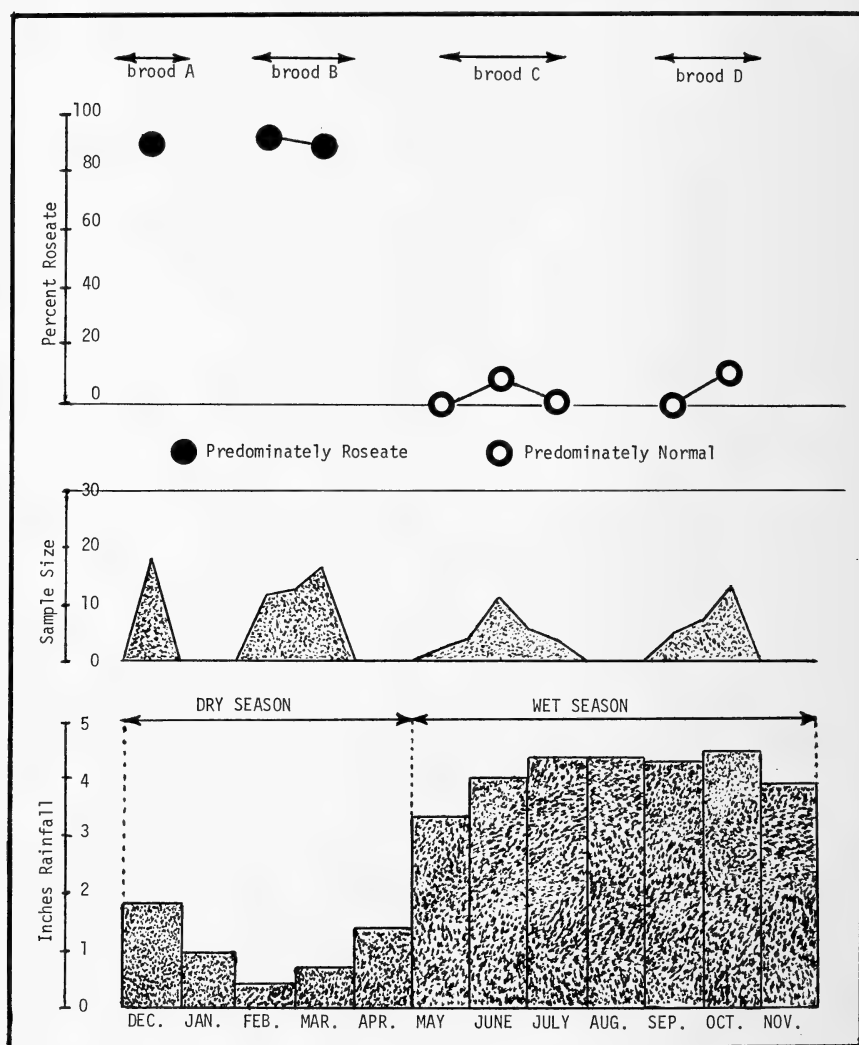 brood A brood B brood C brood D
100
80
60
40
20
0
Percent Roseate
Predominately Roseate Predominately Normal
30
20
10
0
Sample Size
DRY SEASON WET SEASON
5
4
3
2
1
0
Inches Rainfall
DEC. JAN. FEB. MAR. APR. MAY JUNE JULY AUG. SEP. OCT. NOV.